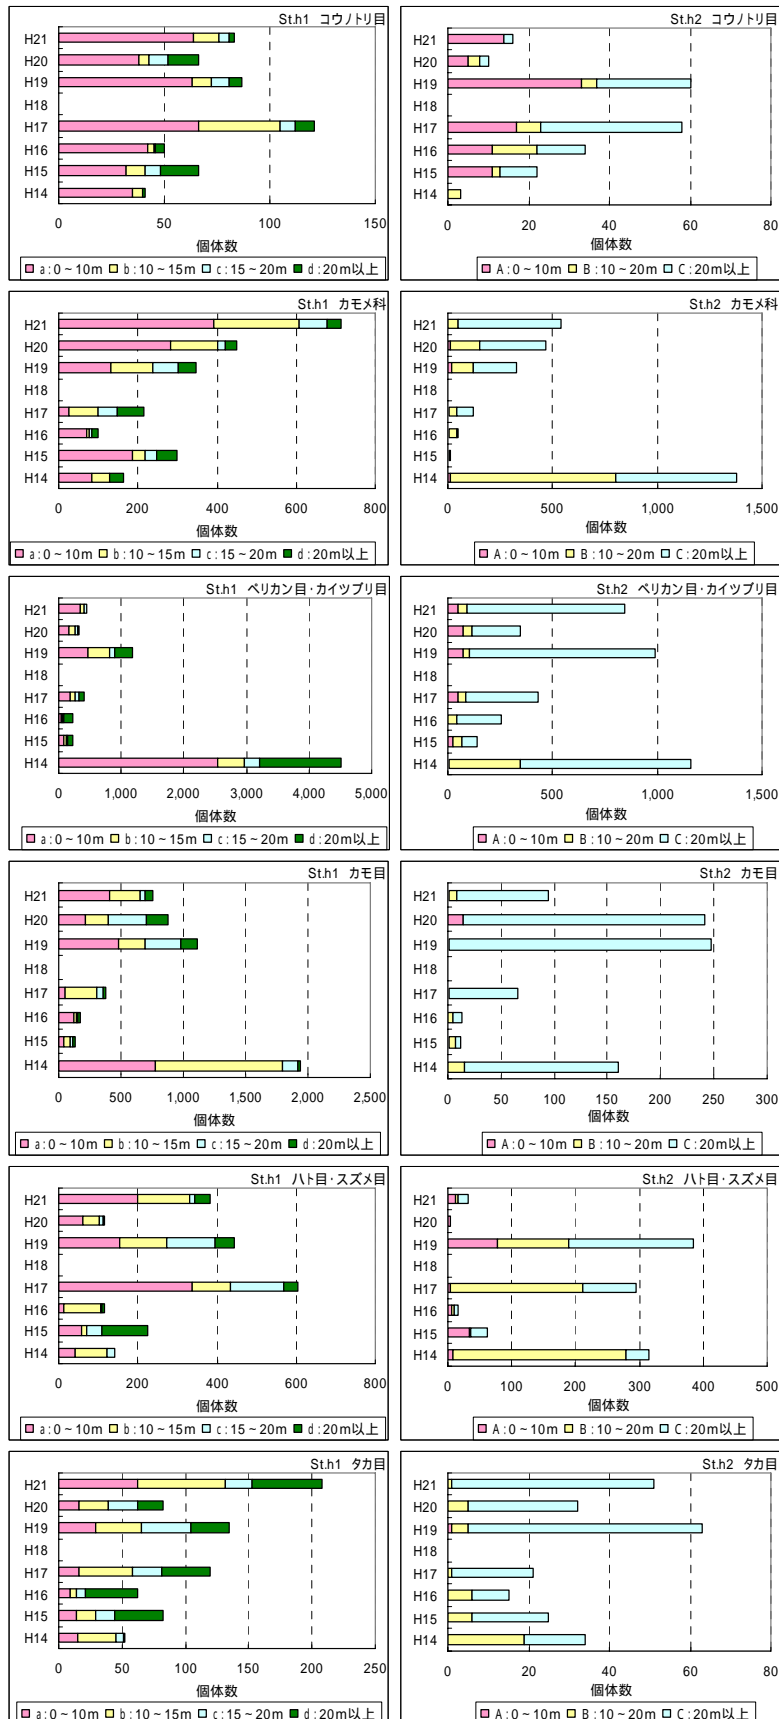 St.h1 コウノトリ目
H21
H20
H19
H18
H17
H16
H15
H14
0 50 100 150
個体数
a:0~10m b:10~15m c:15~20m d:20m以上
St.h2 コウノトリ目
H21
H20
H19
H18
H17
H16
H15
H14
0 20 40 60 80
個体数
A:0~10m B:10~20m C:20m以上
St.h1 カモメ科
H21
H20
H19
H18
H17
H16
H15
H14
0 200 400 600 800
個体数
a:0~10m b:10~15m c:15~20m d:20m以上
St.h2 カモメ科
H21
H20
H19
H18
H17
H16
H15
H14
0 500 1,000 1,500
個体数
A:0~10m B:10~20m C:20m以上
St.h1 ペリカン目・カイツブリ目
H21
H20
H19
H18
H17
H16
H15
H14
0 1,000 2,000 3,000 4,000 5,000
個体数
a:0~10m b:10~15m c:15~20m d:20m以上
St.h2 ペリカン目・カイツブリ目
H21
H20
H19
H18
H17
H16
H15
H14
0 500 1,000 1,500
個体数
A:0~10m B:10~20m C:20m以上
St.h1 カモ目
H21
H20
H19
H18
H17
H16
H15
H14
0 500 1,000 1,500 2,000 2,500
個体数
a:0~10m b:10~15m c:15~20m d:20m以上
St.h2 カモ目
H21
H20
H19
H18
H17
H16
H15
H14
0 50 100 150 200 250 300
個体数
A:0~10m B:10~20m C:20m以上
St.h1 ハト目・スズメ目
H21
H20
H19
H18
H17
H16
H15
H14
0 200 400 600 800
個体数
a:0~10m b:10~15m c:15~20m d:20m以上
St.h2 ハト目・スズメ目
H21
H20
H19
H18
H17
H16
H15
H14
0 100 200 300 400 500
個体数
A:0~10m B:10~20m C:20m以上
St.h1 タカ目
H21
H20
H19
H18
H17
H16
H15
H14
0 50 100 150 200 250
個体数
a:0~10m b:10~15m c:15~20m d:20m以上
St.h2 タカ目
H21
H20
H19
H18
H17
H16
H15
H14
0 20 40 60 80
個体数
A:0~10m B:10~20m C:20m以上